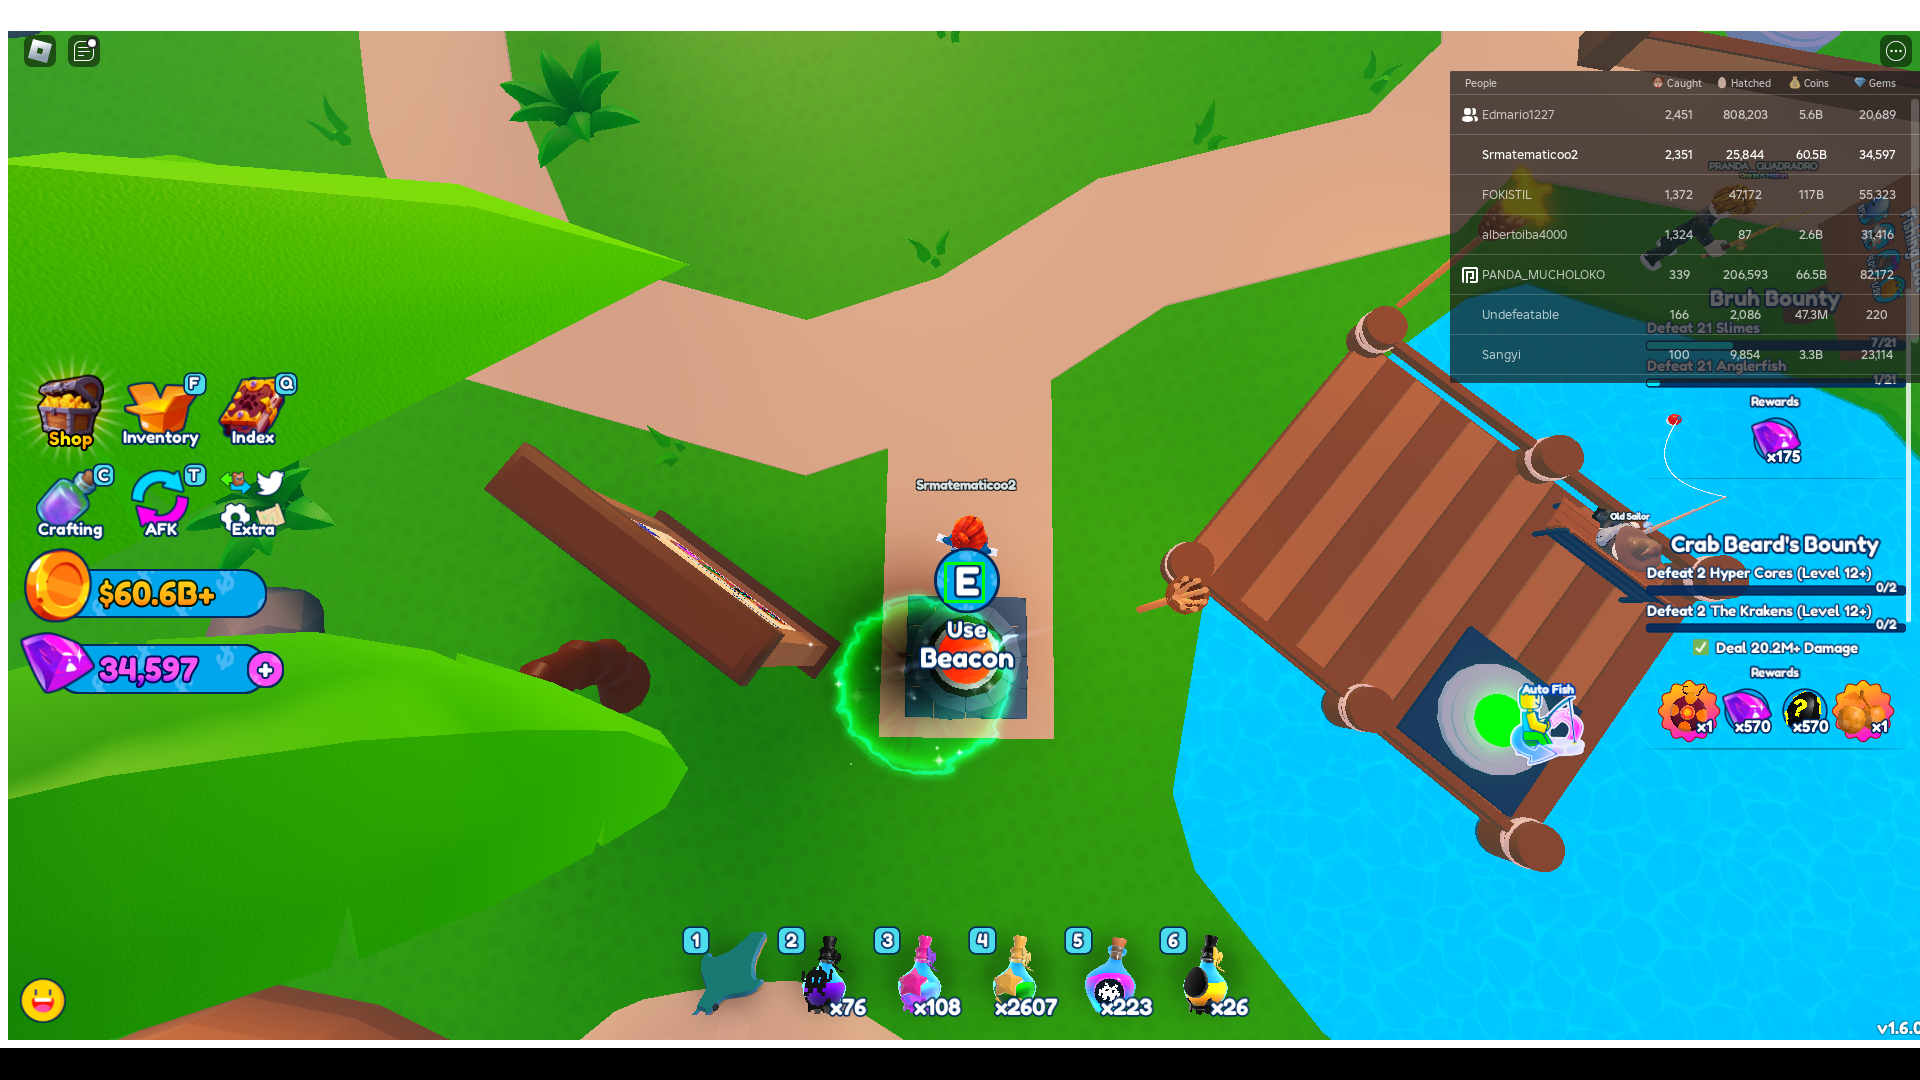 People Caught Hatched Coins Gems
Edmario1227 2,451 808,203 5.6B 20,689
Srmatematicoo2 2,351 25,844 60.5B 34,597
FOKISTIL 1,372 47,172 117B 55,323
albertoiba4000 1,324 87 2.6B 31,416
PANDA_MUCHOLOKO 339 206,593 66.5B 82,172
Undefeatable 166 2,086 47.3M 220
Sangyi 100 9,854 3.3B 23,114
Bruh Bounty
Defeat 21 Slimes
7/21
Defeat 21 Anglerfish
1/21
Rewards
x175
Old Sailor
Crab Beard's Bounty
Defeat 2 Hyper Cores (Level 12+)
0/2
Defeat 2 The Krakens (Level 12+)
0/2
Deal 20.2M+ Damage
Rewards
x1 x570 x570 x1
Auto Fish
F Q
Shop Inventory Index
C T
Crafting AFK Extra
$60.6B+
34,597 +
Srmatematicoo2
E
Use
Beacon
1 2 3 4 5 6
x76 x108 x2607 x223 x26